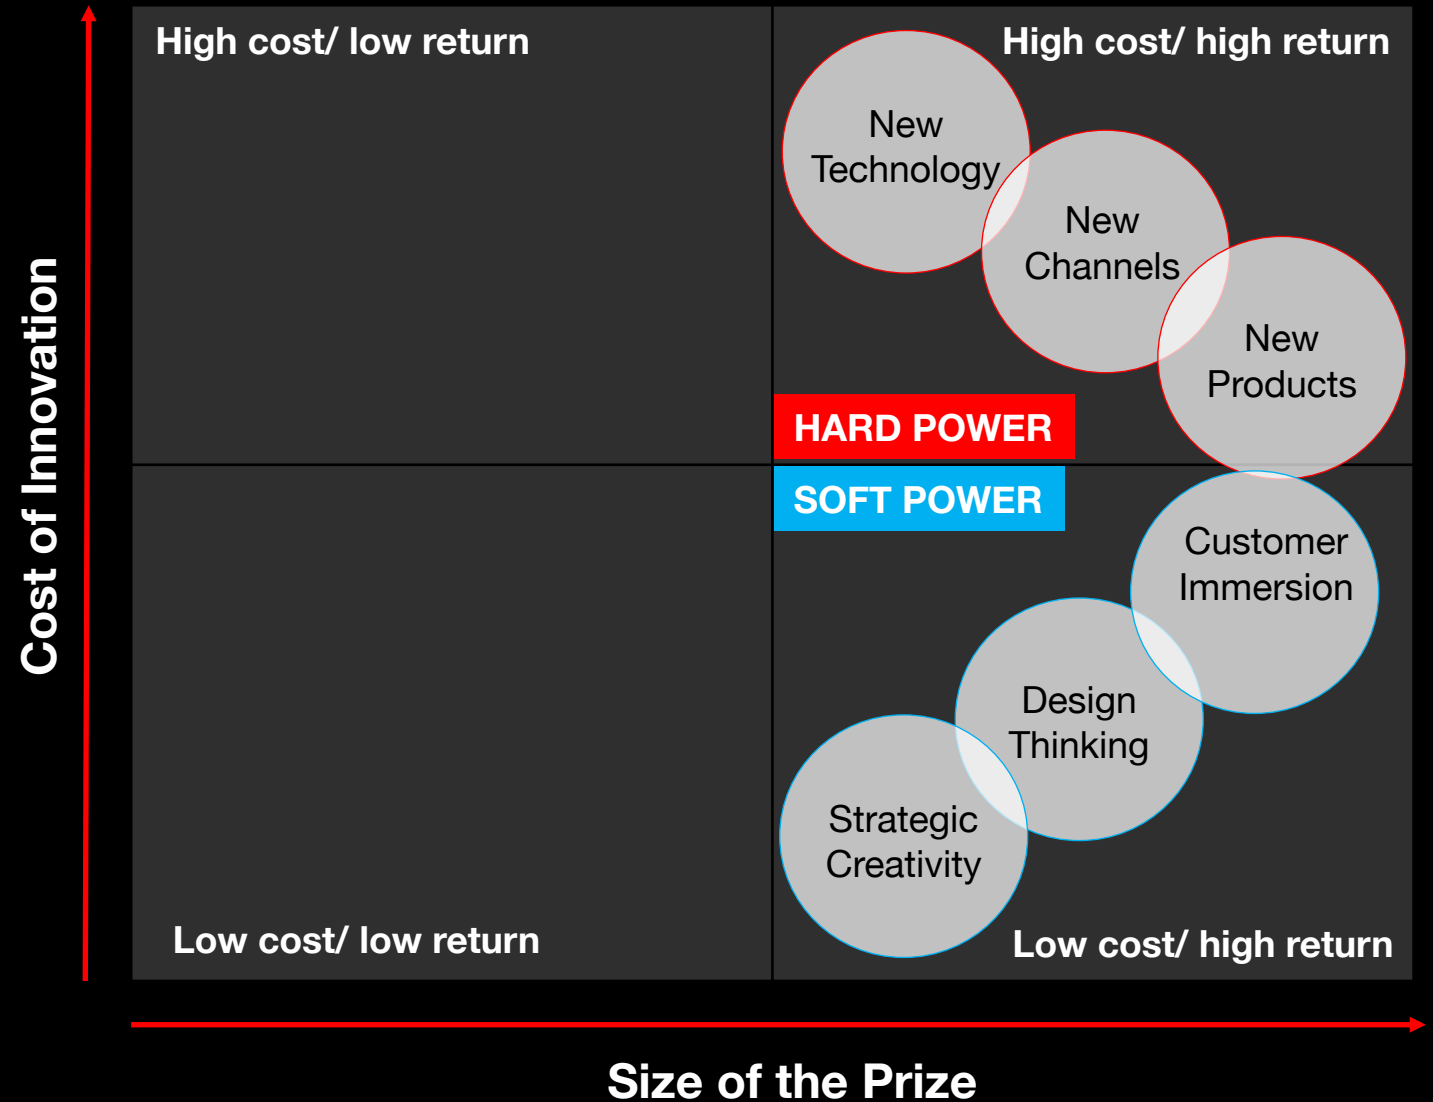 High cost/ low return
High cost/ high return
New
Technology
New
Channels
New
Products
HARD POWER
SOFT POWER
Customer
Immersion
Design
Thinking
Strategic
Creativity
Low cost/ low return
Low cost/ high return
Cost of Innovation
Size of the Prize